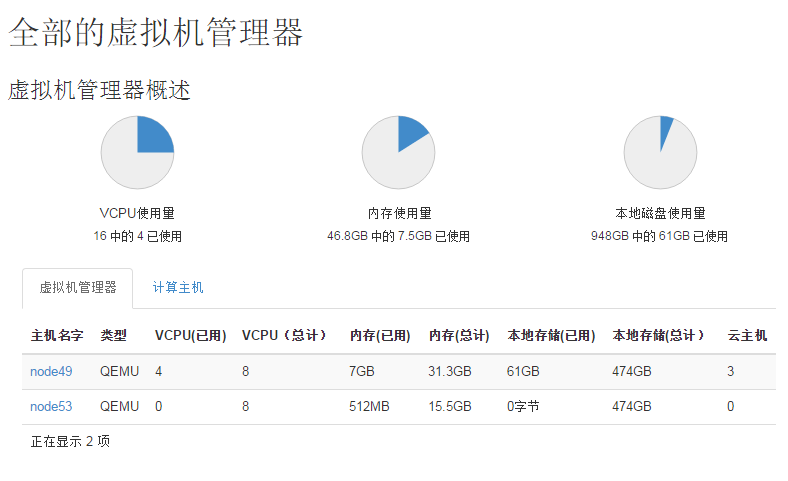 全部的虚拟机管理器
虚拟机管理器概述
VCPU使用量 内存使用量 本地磁盘使用量
16 中的 4 已使用 46.8GB 中的 7.5GB 已使用 948GB 中的 61GB 已使用
虚拟机管理器 计算主机
主机名字 类型 VCPU(已用) VCPU（总计） 内存(已用) 内存(总计) 本地存储(已用) 本地存储(总计） 云主机
node49 QEMU 4 8 7GB 31.3GB 61GB 474GB 3
node53 QEMU 0 8 512MB 15.5GB 0字节 474GB 0
正在显示 2 项